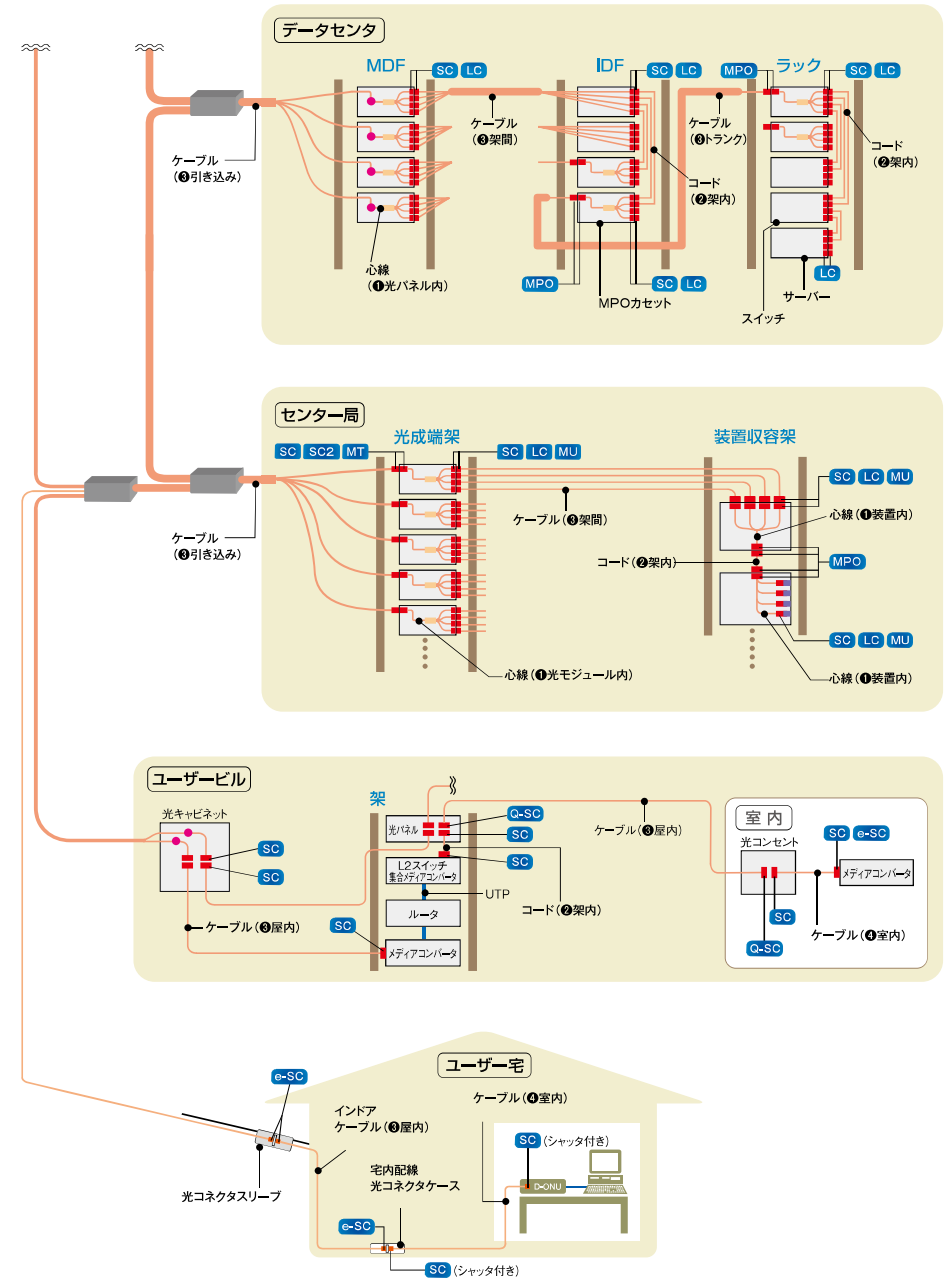 データセンタ
MDF
SC LC
IDF
SC LC
MPO
ラック
SC LC
ケーブル
(❸引き込み)
ケーブル
(❸架間)
コード
(❷架内)
ケーブル
(❸トランク)
コード
(❷架内)
心線
(❶光パネル内)
MPO
SC LC
MPOカセット
LC
サーバー
スイッチ
センター局
光成端架
装置収容架
SC SC2 MT
SC LC MU
SC LC MU
ケーブル
(❸引き込み)
ケーブル(❸架間)
心線(❶装置内)
コード(❷架内)
MPO
SC LC MU
心線(❶光モジュール内)
心線(❶装置内)
ユーザービル
光キャビネット
架
光パネル
Q-SC
SC
SC
SC
SC
L2スイッチ
集合メディアコンバータ
UTP
コード(❷架内)
ルータ
SC
メディアコンバータ
ケーブル(❸屋内)
ケーブル(❸屋内)
室内
光コンセント
SC e-SC
メディアコンバータ
SC
Q-SC
ケーブル(❹室内)
ユーザー宅
e-SC
インドア
ケーブル(❸屋内)
ケーブル(❹室内)
SC (シャッタ付き)
D-ONU
光コネクタスリーブ
宅内配線
光コネクタケース
e-SC
SC (シャッタ付き)